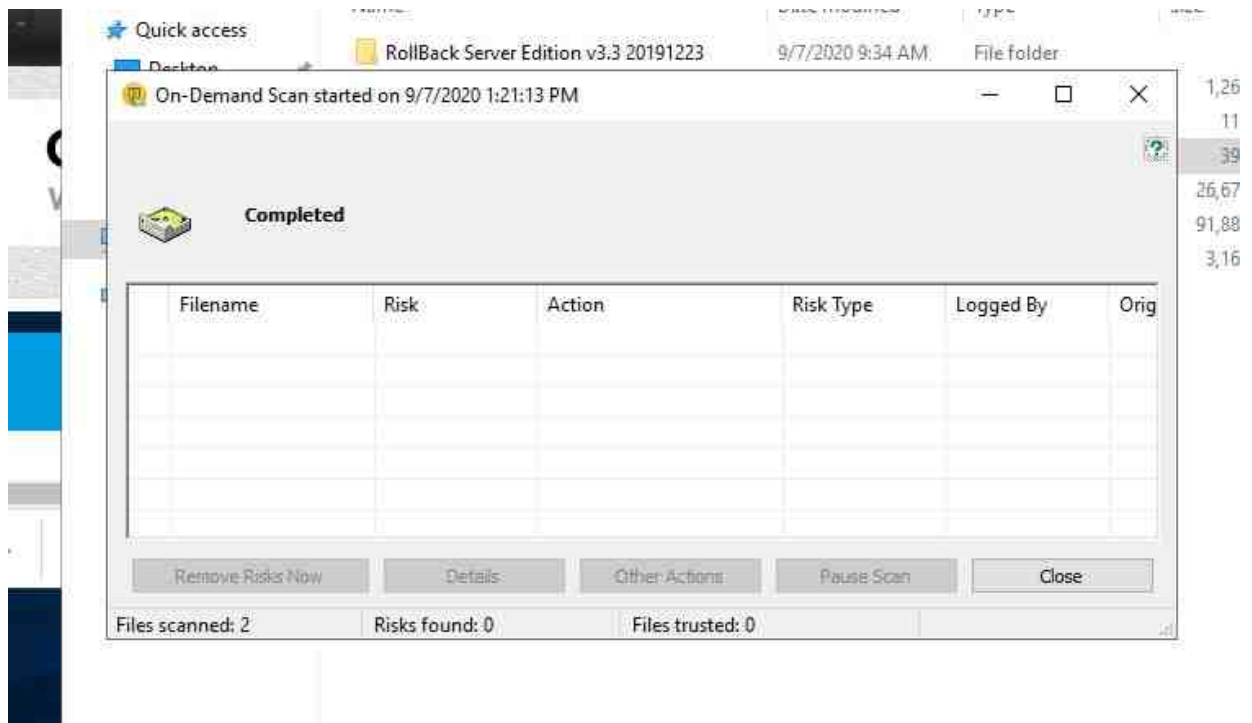 Quick access
RollBack Server Edition v3.3 20191223 9/7/2020 9:34 AM File folder
Desktop
On-Demand Scan started on 9/7/2020 1:21:13 PM
1,26
11
39
26,67
91,88
3,16
Completed
Filename Risk Action Risk Type Logged By Orig
Remove Risks Now Details Other Actions Pause Scan Close
Files scanned: 2 Risks found: 0 Files trusted: 0